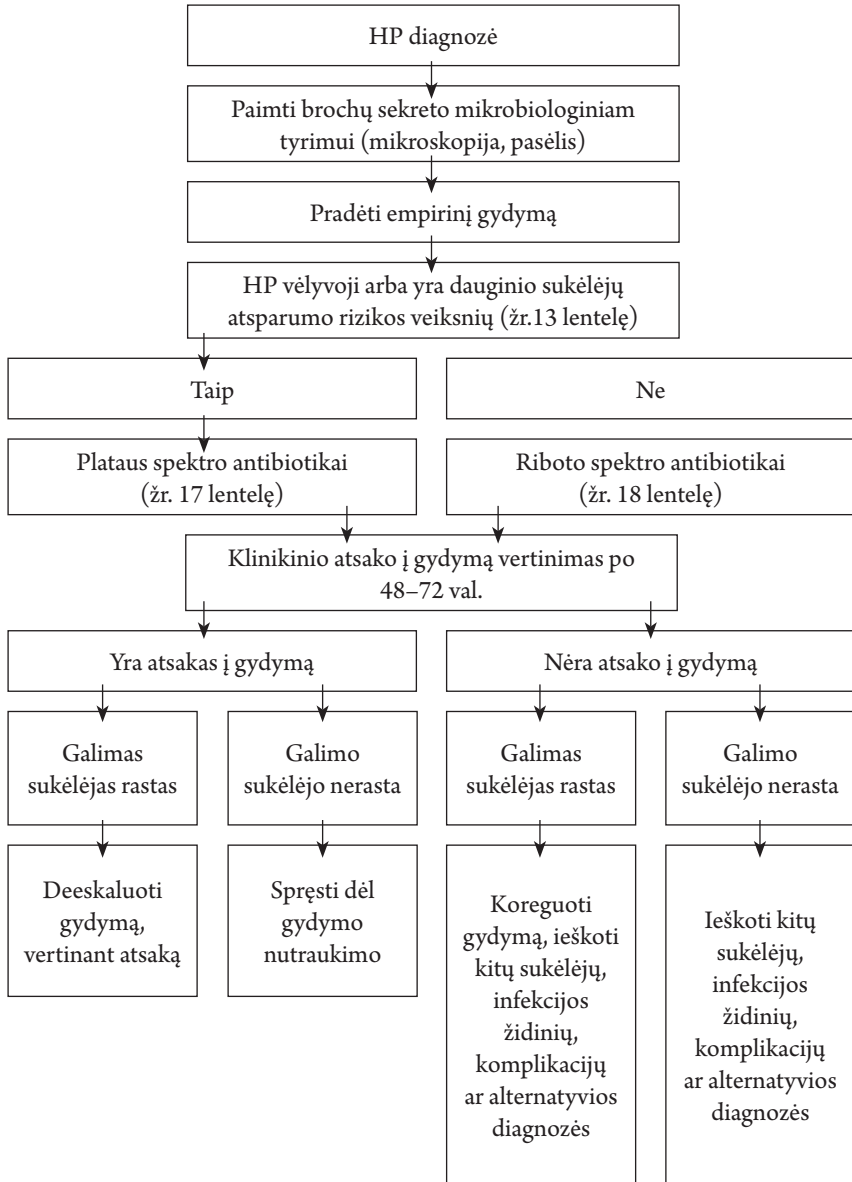 HP diagnozė
Paimti brochų sekreto mikrobiologiniam
tyrimui (mikroskopija, pasėlis)
Pradėti empirinį gydymą
HP vėlyvoji arba yra dauginio sukėlėjų
atsparumo rizikos veiksnių (žr.13 lentelę)
Taip
Ne
Plataus spektro antibiotikai
(žr. 17 lentelę)
Riboto spektro antibiotikai
(žr. 18 lentelę)
Klinikinio atsako į gydymą vertinimas po
48–72 val.
Yra atsakas į gydymą
Nėra atsako į gydymą
Galimas
sukėlėjas rastas
Galimo
sukėlėjo nerasta
Galimas
sukėlėjas rastas
Galimo
sukėlėjo nerasta
Deeskaluoti
gydymą,
vertinant atsaką
Spręsti dėl
gydymo
nutraukimo
Koreguoti
gydymą, ieškoti
kitų sukėlėjų,
infekcijos
židinių,
komplikacijų
ar alternatyvios
diagnozės
Ieškoti kitų
sukėlėjų,
infekcijos
židinių,
komplikacijų
ar alternatyvios
diagnozės